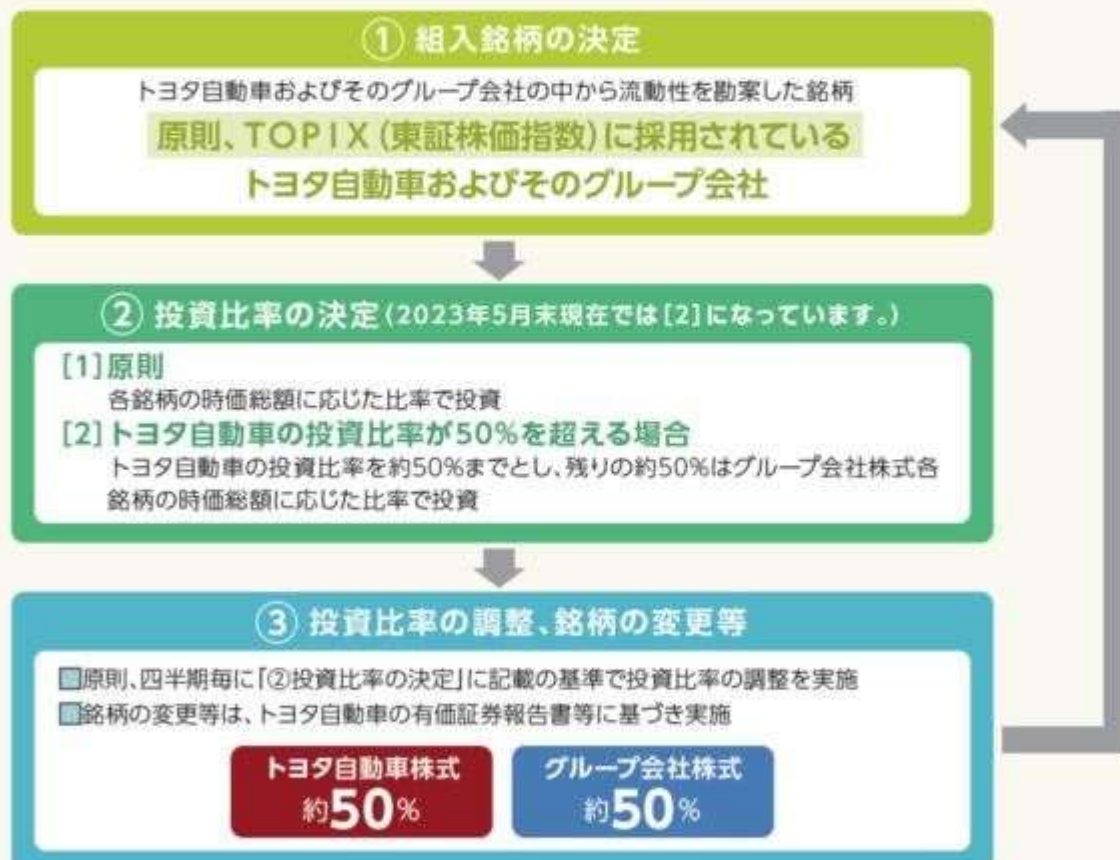 ① 組入銘柄の決定
トヨタ自動車およびそのグループ会社の中から流動性を勘案した銘柄
原則、TOPIX（東証株価指数）に採用されている
トヨタ自動車およびそのグループ会社
② 投資比率の決定（2023年5月末現在では［2］になっています。）
［1］原則
各銘柄の時価総額に応じた比率で投資
［2］トヨタ自動車の投資比率が50%を超える場合
トヨタ自動車の投資比率を約50%までとし、残りの約50%はグループ会社株式各
銘柄の時価総額に応じた比率で投資
③ 投資比率の調整、銘柄の変更等
原則、四半期毎に「②投資比率の決定」に記載の基準で投資比率の調整を実施
銘柄の変更等は、トヨタ自動車の有価証券報告書等に基づき実施
トヨタ自動車株式
約50%
グループ会社株式
約50%